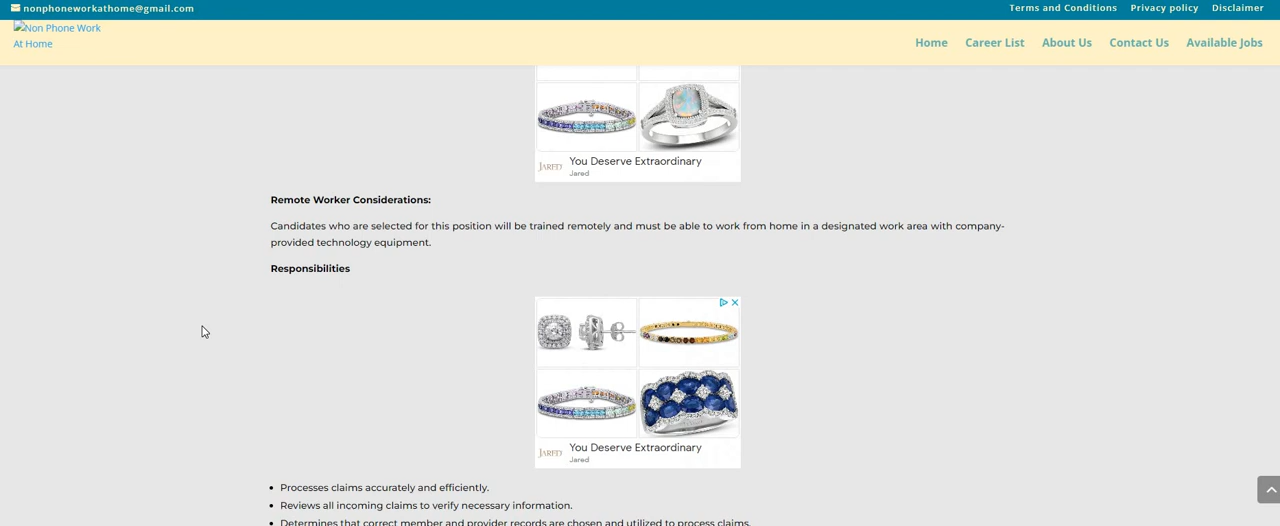 nonphoneworkathome@gmail.com
Terms and Conditions Privacy policy Disclaimer
Non Phone Work
At Home
Home Career List About Us Contact Us Available Jobs
JARED
You Deserve Extraordinary
Jared
Remote Worker Considerations:
Candidates who are selected for this position will be trained remotely and must be able to work from home in a designated work area with company-
provided technology equipment.
Responsibilities
JARED
You Deserve Extraordinary
Jared
• Processes claims accurately and efficiently.
• Reviews all incoming claims to verify necessary information.
• Determines that correct member and provider records are chosen and utilized to process claims.